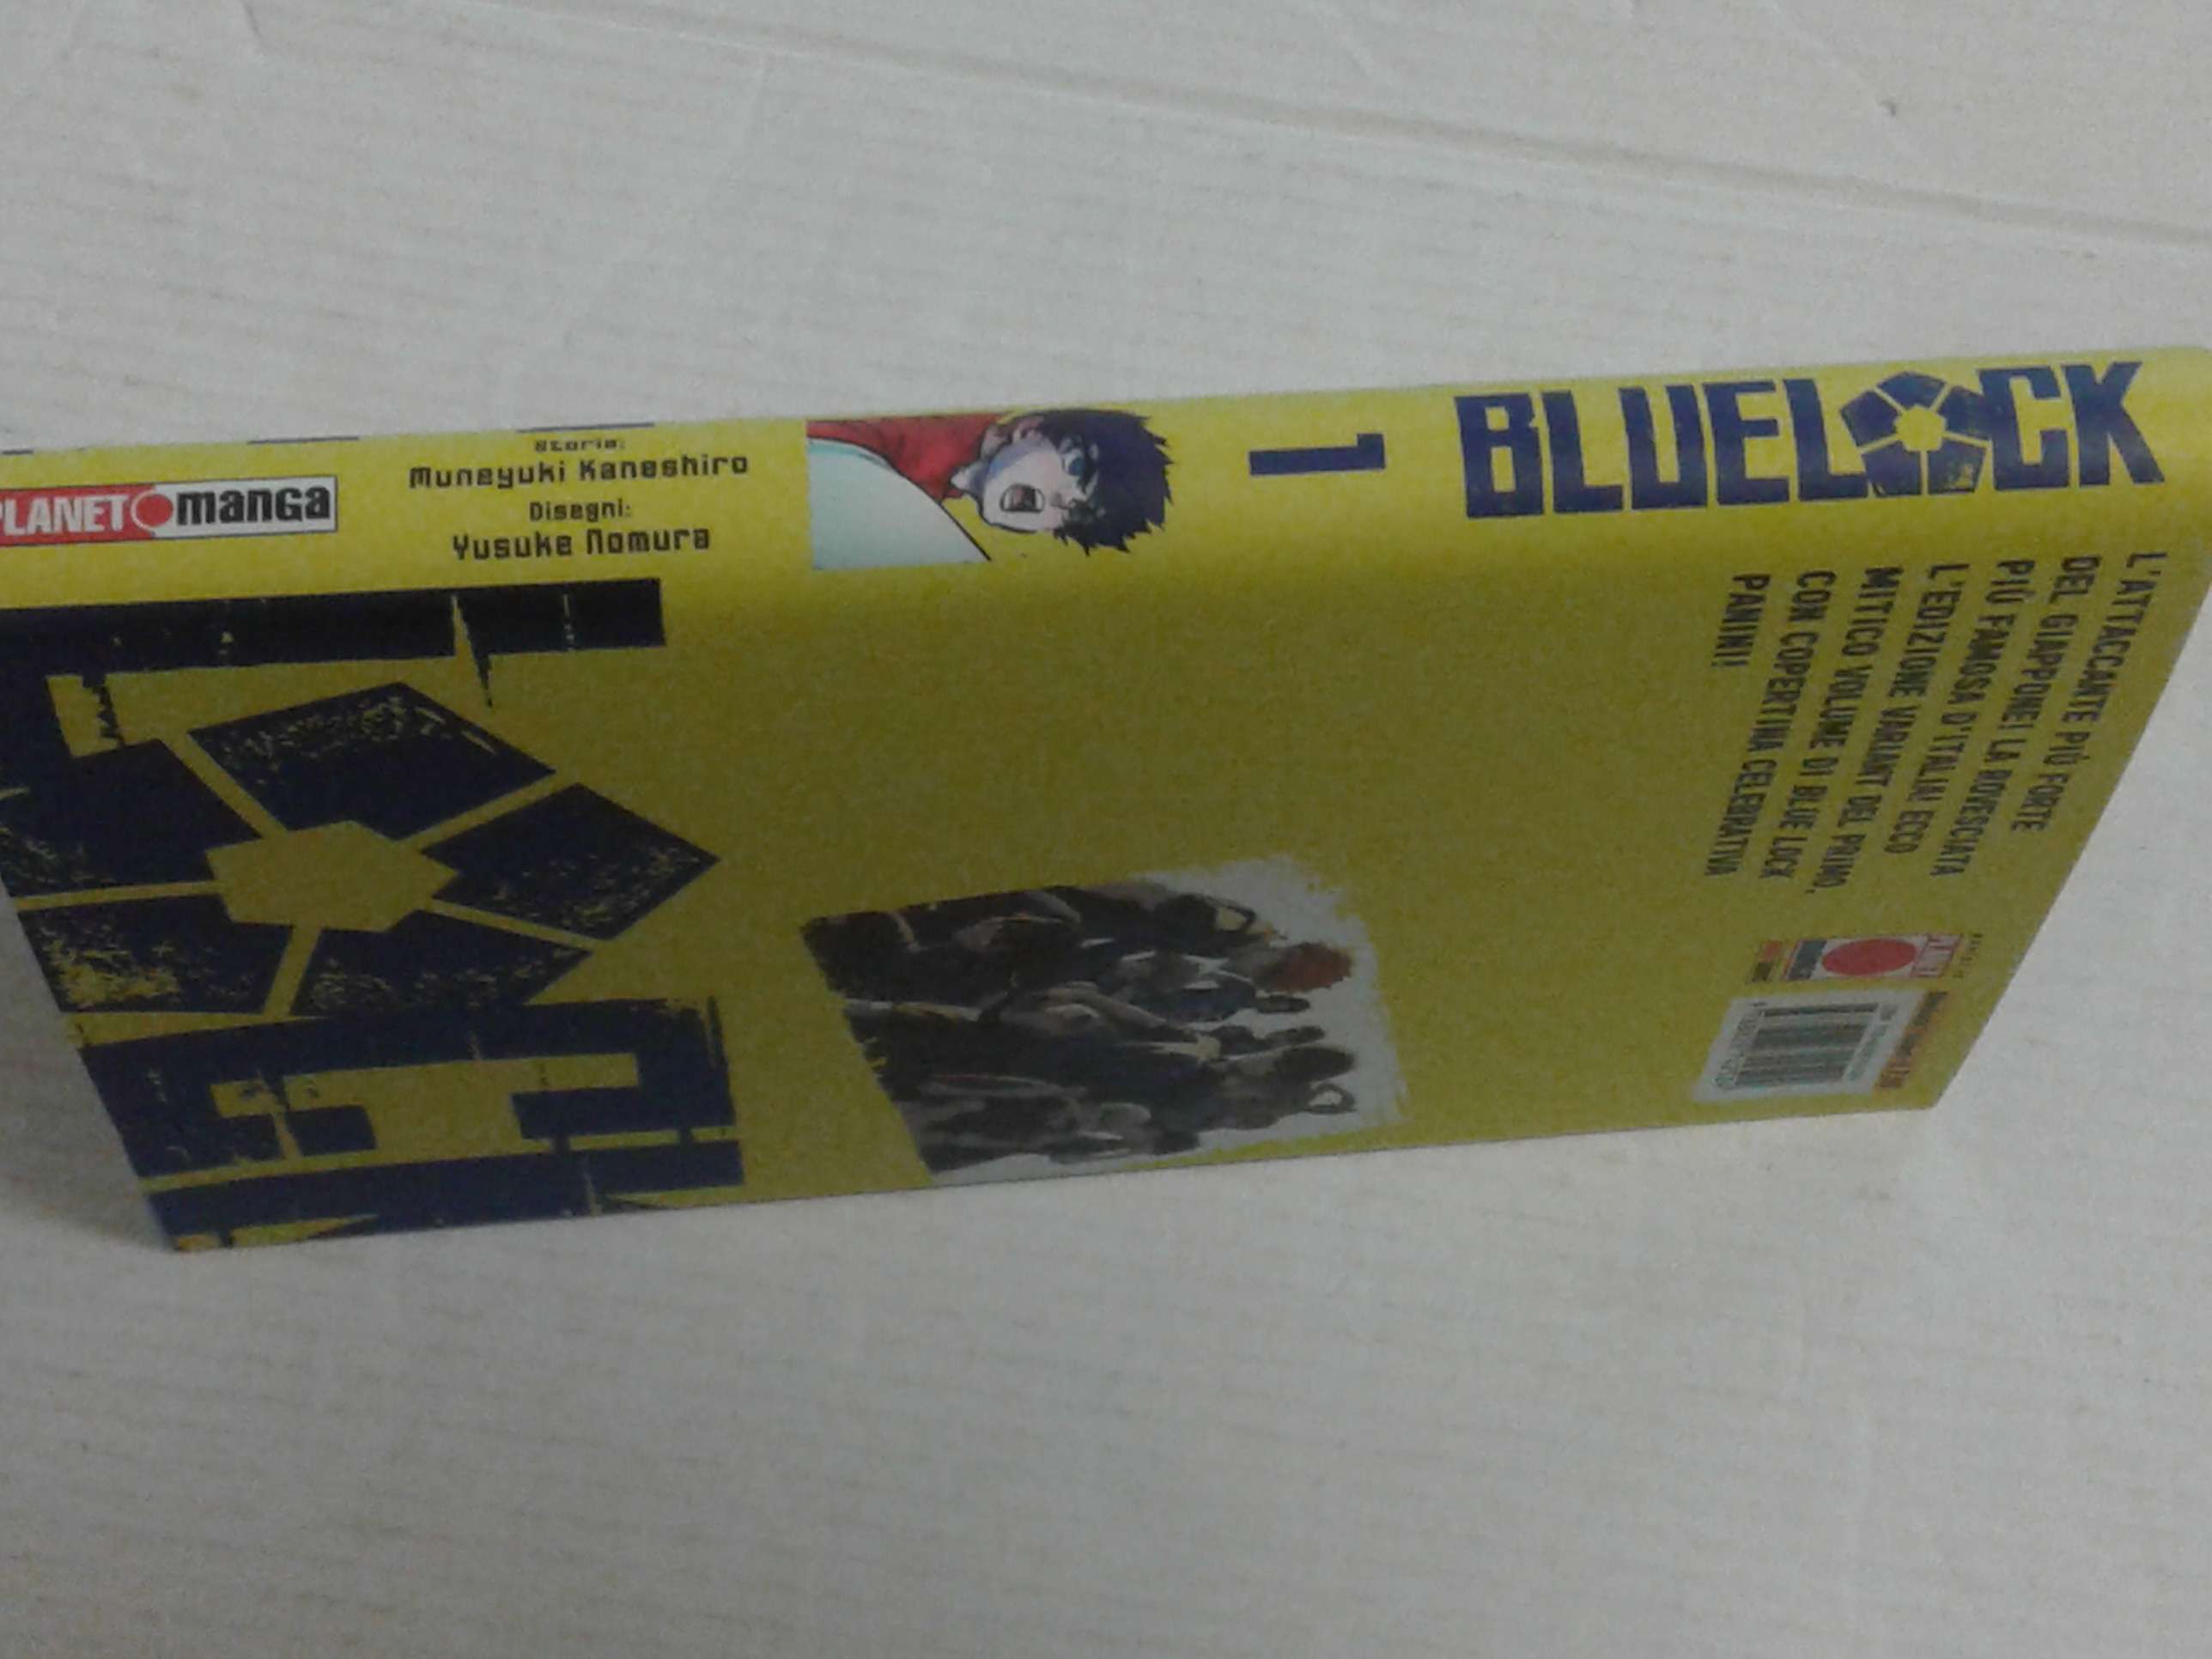 BLUELOCK
1
Storia:
Muneyuki Kaneshiro
Disegni:
Yusuke Nomura
PLANET manga
L'ATTACCANTE PIÙ FORTE
DEL GIAPPONE! LA ROVESCIATA
PIÙ FAMOSA D'ITALIA! ECCO
L'EDIZIONE VARIANT DEL PRIMO,
MITICO VOLUME DI BLUE LOCK
CON COPERTINA CELEBRATIVA
PANINI!